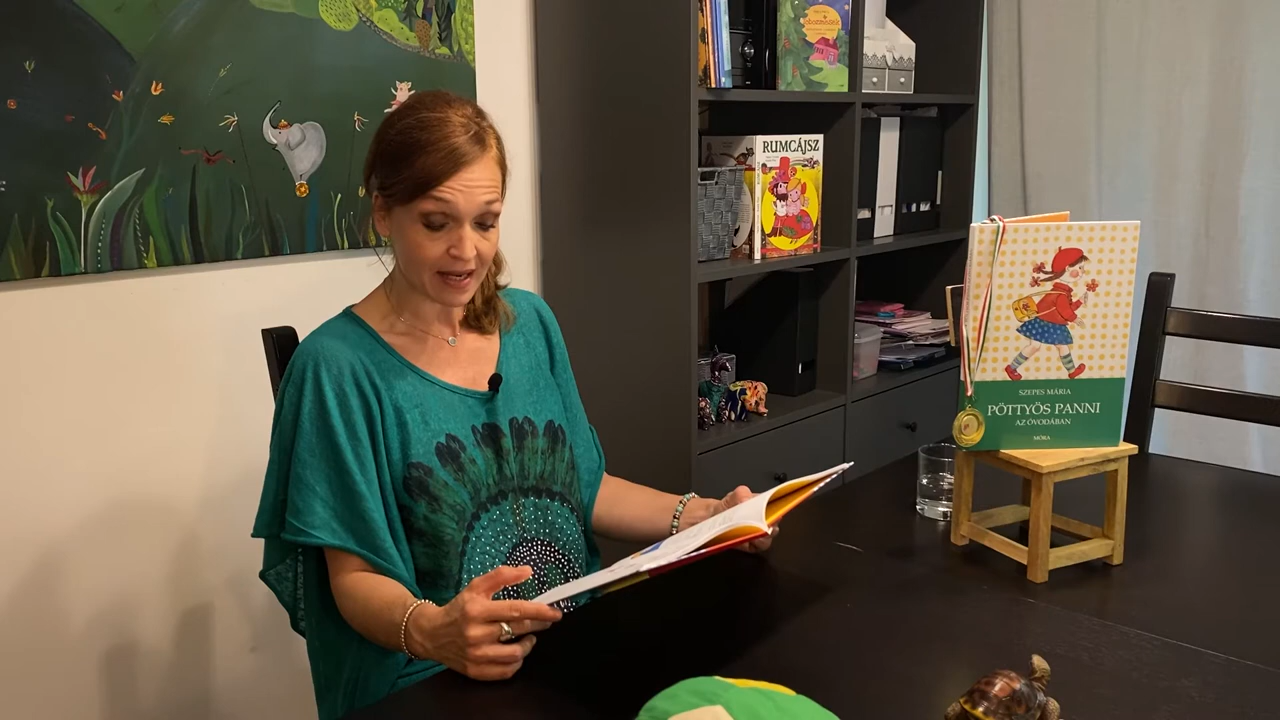 RUMCÁJSZ
SZEPES MÁRIA
PÖTTYÖS PANNI
AZ ÓVODÁBAN
MÓRA